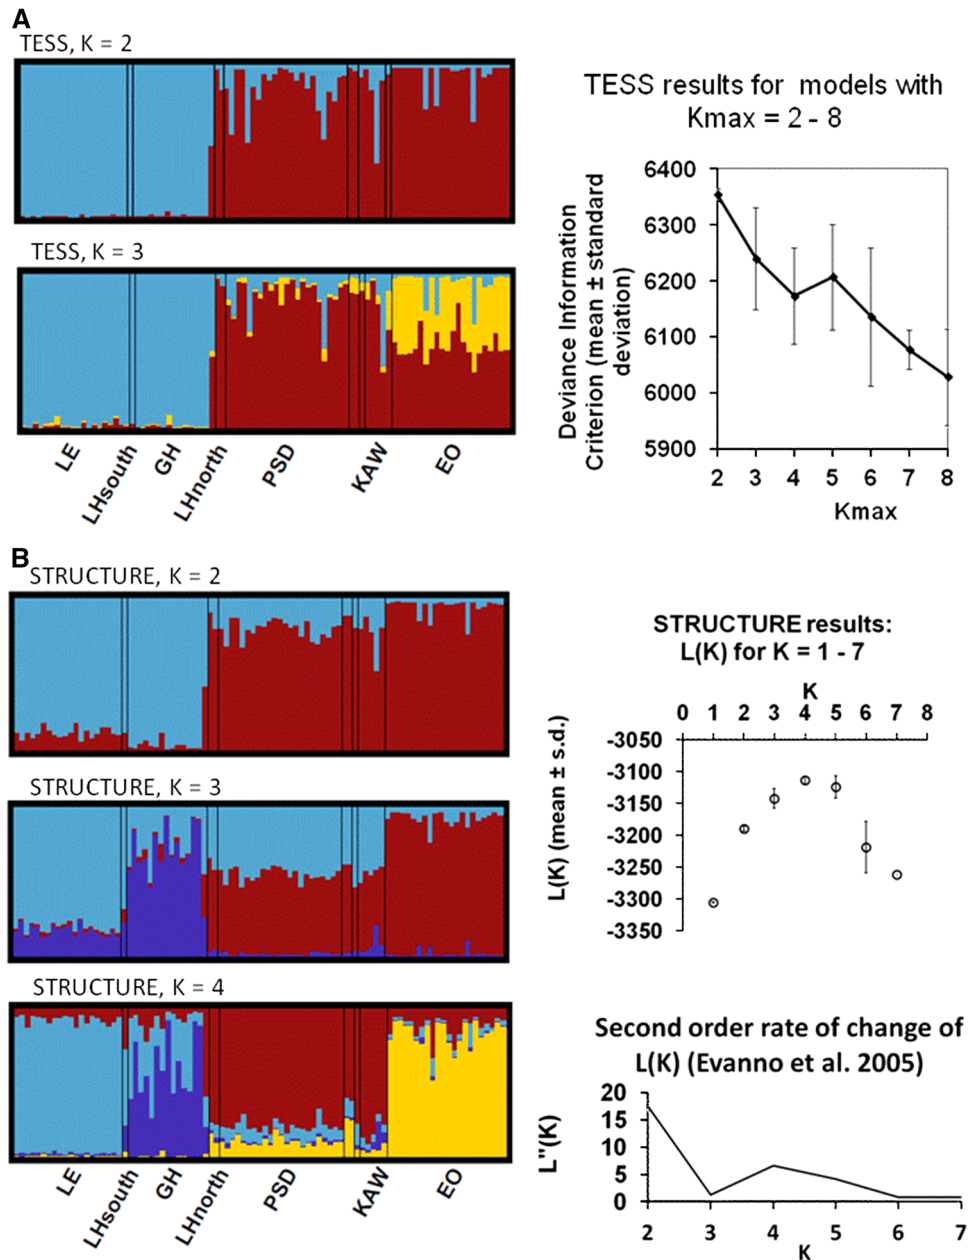 A
TESS, K = 2
TESS, K = 3
LE
LHsouth
GH
LHnorth
PSD
KAW
EO
TESS results for models with
Kmax = 2 - 8
Deviance Information
Criterion (mean ± standard
deviation)
6400
6300
6200
6100
6000
5900
2 3 4 5 6 7 8
Kmax
B
STRUCTURE, K = 2
STRUCTURE, K = 3
STRUCTURE, K = 4
LE
LHsouth
GH
LHnorth
PSD
KAW
EO
STRUCTURE results:
L(K) for K = 1 - 7
K
0 1 2 3 4 5 6 7 8
L(K) (mean ± s.d.)
-3050
-3100
-3150
-3200
-3250
-3300
-3350
Second order rate of change of
L(K) (Evanno et al. 2005)
L"(K)
20
15
10
5
0
2 3 4 5 6 7
K